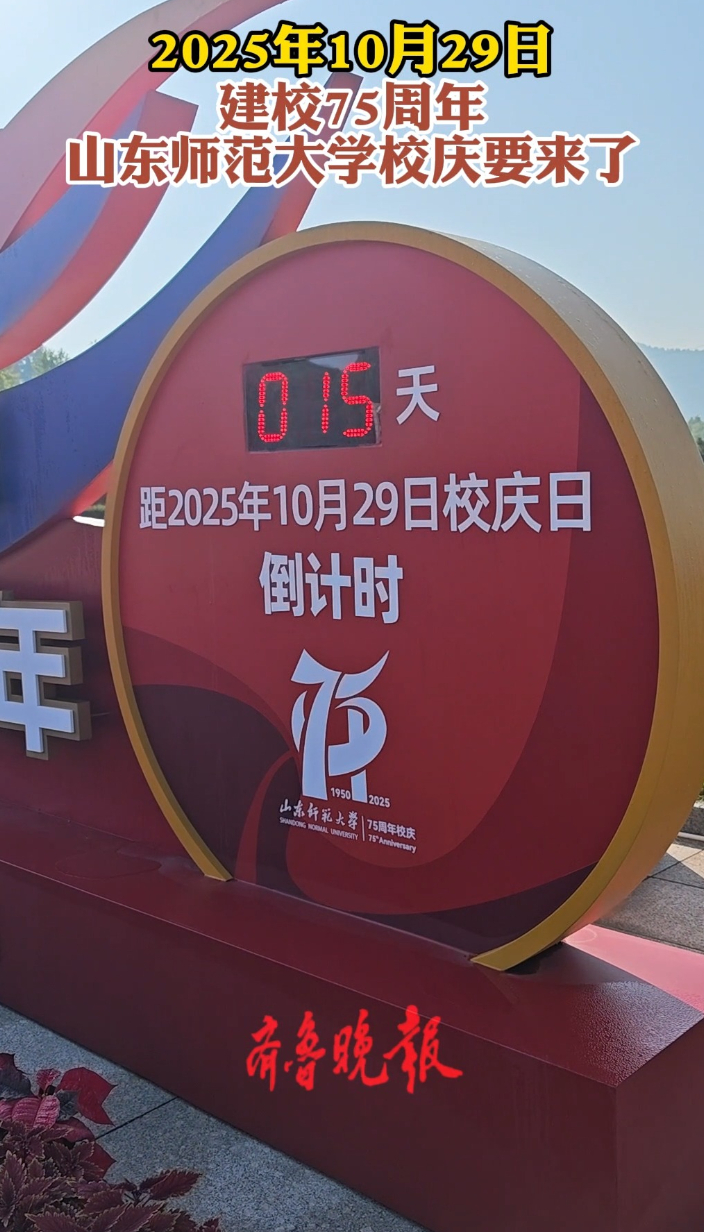 2025年10月29日
建校75周年
山东师范大学校庆要来了
015 天
距2025年10月29日校庆日
倒计时
年
75
1950 2025
山东师范大学
SHANDONG NORMAL UNIVERSITY
75周年校庆
75th Anniversary
齐鲁晚报